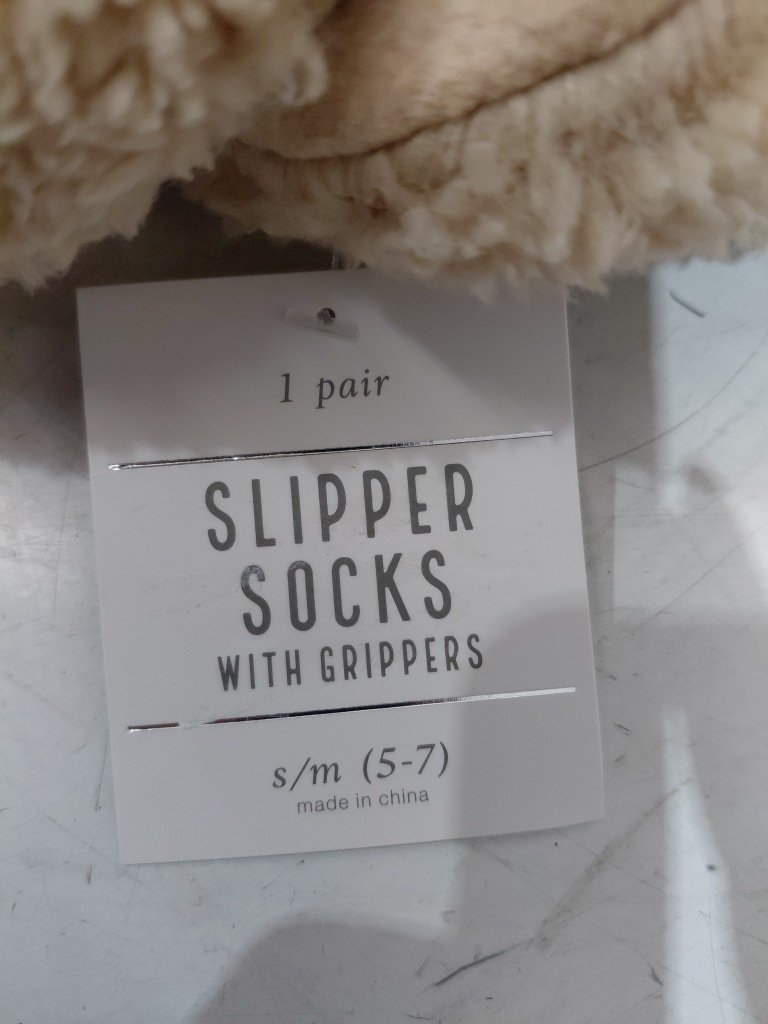 1 pair
SLIPPER
SOCKS
WITH GRIPPERS
s/m (5-7)
made in china